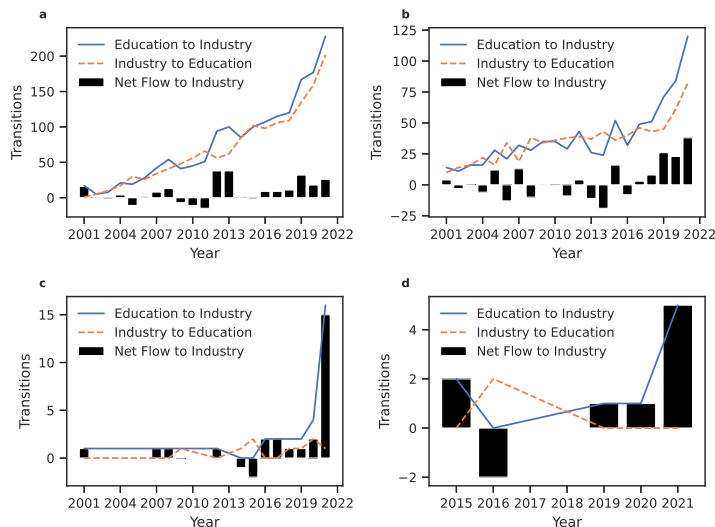 a
Transitions
200
150
100
50
0
Education to Industry
Industry to Education
Net Flow to Industry
2001 2004 2007 2010 2013 2016 2019 2022
Year
b
Transitions
125
100
75
50
25
0
−25
Education to Industry
Industry to Education
Net Flow to Industry
2001 2004 2007 2010 2013 2016 2019 2022
Year
c
Transitions
15
10
5
0
Education to Industry
Industry to Education
Net Flow to Industry
2001 2004 2007 2010 2013 2016 2019 2022
Year
d
Transitions
4
2
0
−2
Education to Industry
Industry to Education
Net Flow to Industry
2015 2016 2017 2018 2019 2020 2021
Year